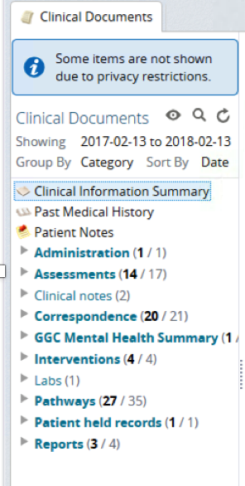 Clinical Documents
Some items are not shown
due to privacy restrictions.
Clinical Documents
Showing 2017-02-13 to 2018-02-13
Group By Category Sort By Date
Clinical Information Summary
Past Medical History
Patient Notes
Administration (1 / 1)
Assessments (14 / 17)
Clinical notes (2)
Correspondence (20 / 21)
GGC Mental Health Summary (1 /
Interventions (4 / 4)
Labs (1)
Pathways (27 / 35)
Patient held records (1 / 1)
Reports (3 / 4)